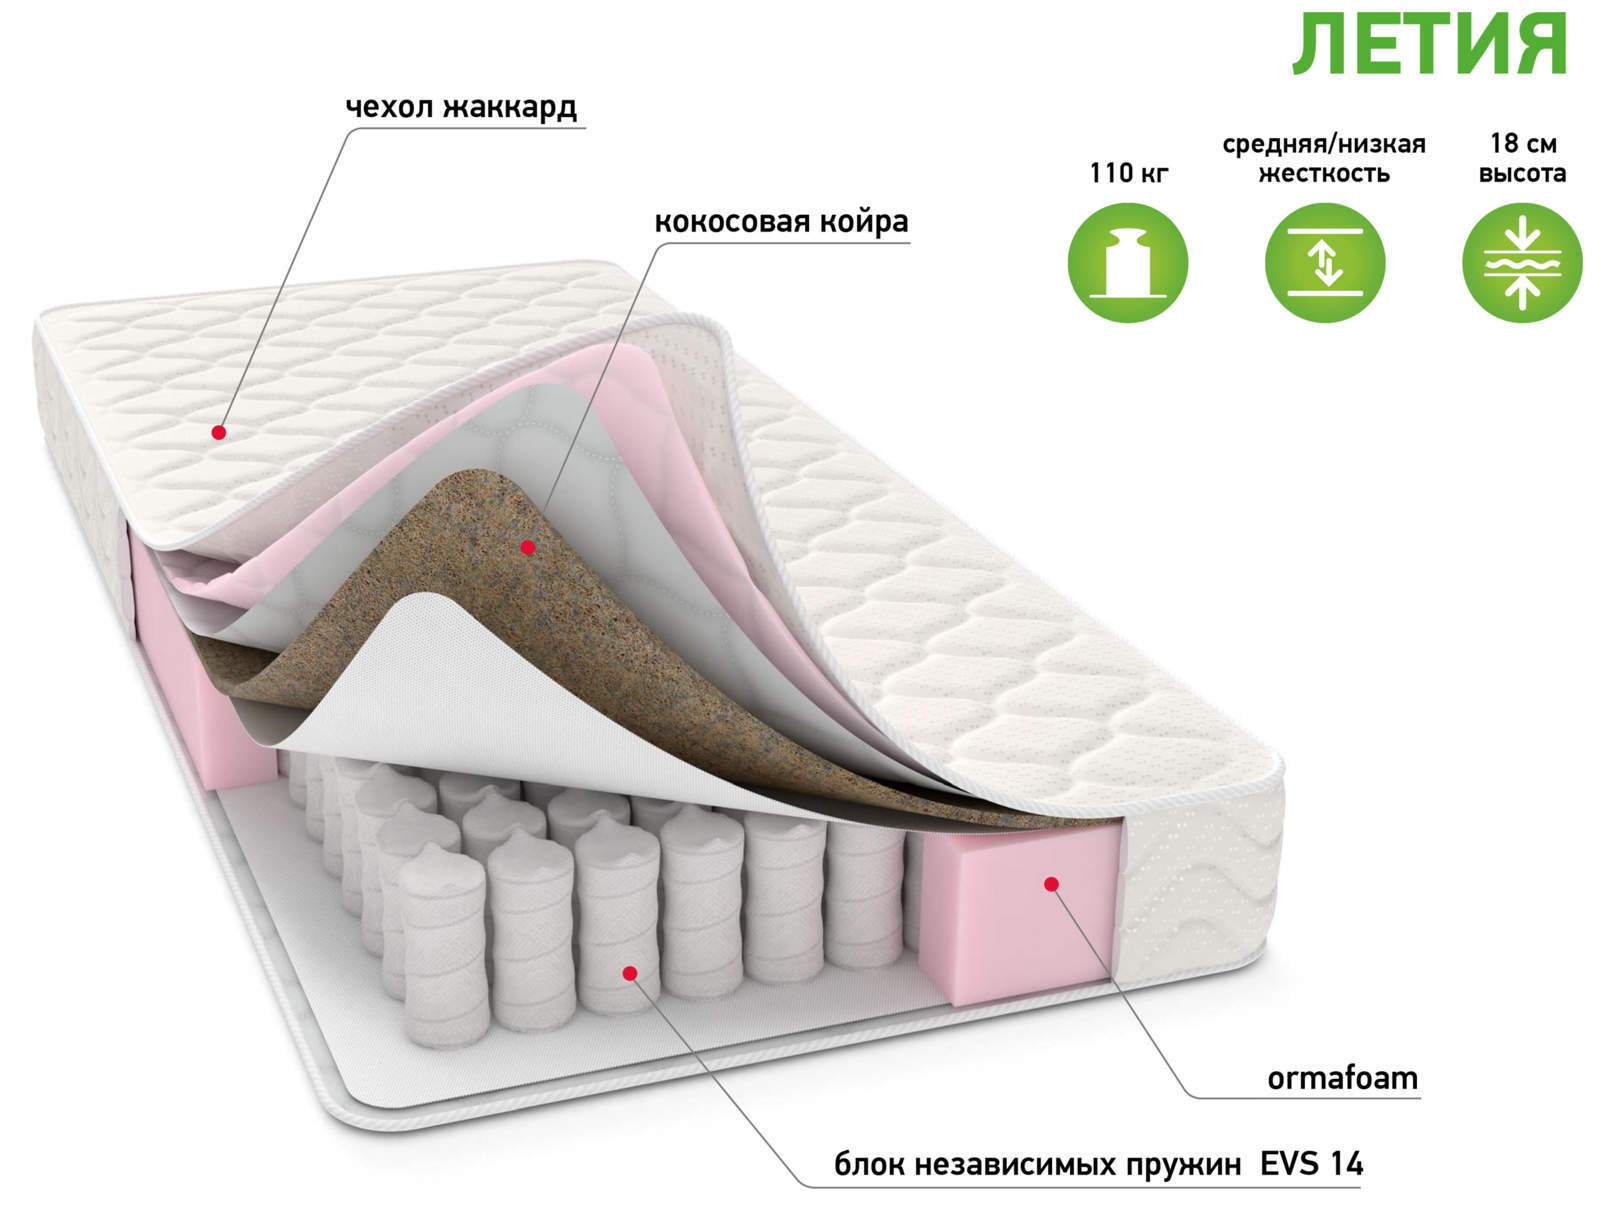 ЛЕТИЯ
чехол жаккард
кокосовая койра
110 кг
средняя/низкая
жесткость
18 см
высота
ormafoam
блок независимых пружин EVS 14